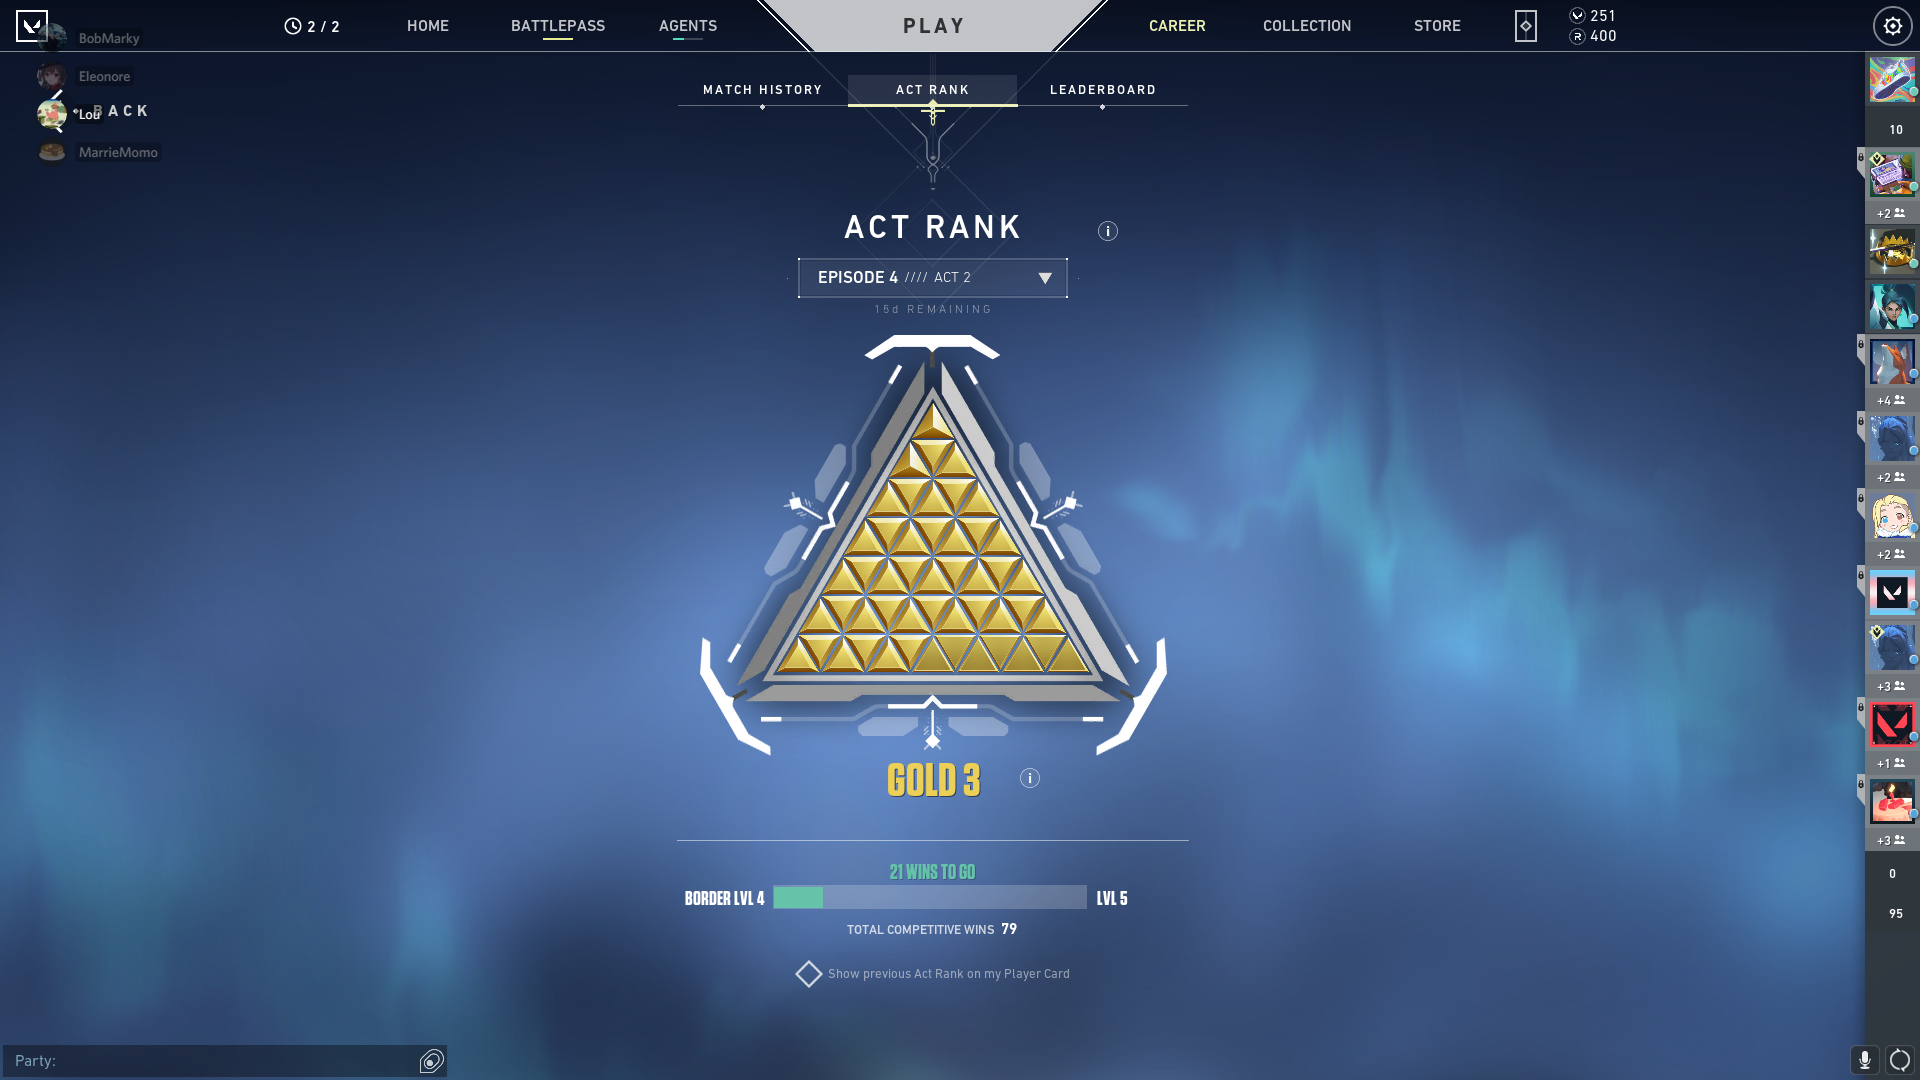 2 / 2
HOME
BATTLEPASS
AGENTS
PLAY
CAREER
COLLECTION
STORE
251
400
BobMarky
Eleonore
Lou
BACK
MarrieMomo
MATCH HISTORY
ACT RANK
LEADERBOARD
ACT RANK
EPISODE 4 //// ACT 2
15d REMAINING
GOLD 3
21 WINS TO GO
BORDER LVL 4
LVL 5
TOTAL COMPETITIVE WINS 79
Show previous Act Rank on my Player Card
Party:
10
+2
+4
+2
+2
+3
+1
+3
0
95